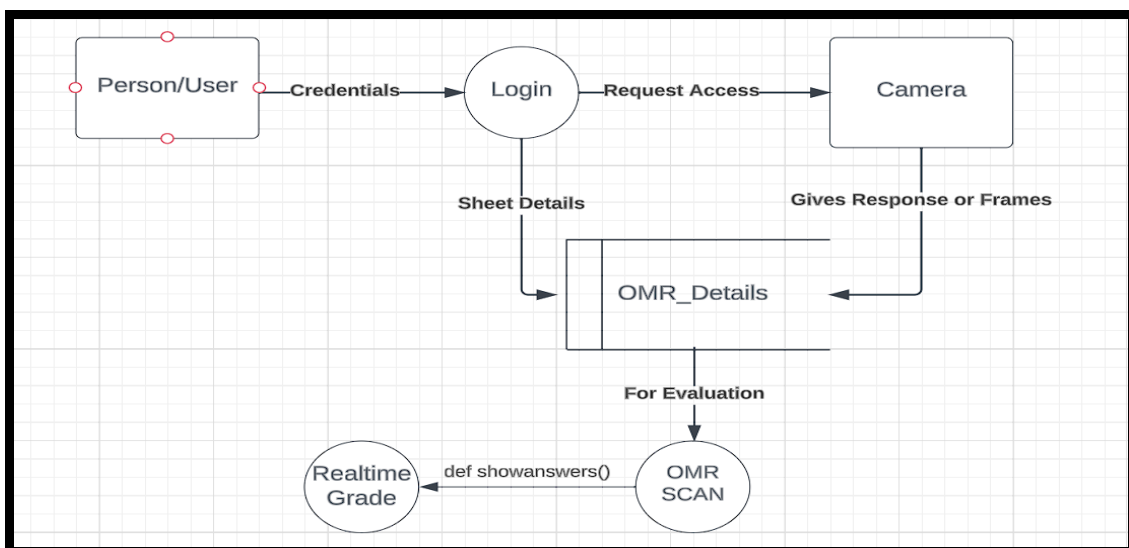 Person/User
Credentials
Login
Request Access
Camera
Sheet Details
Gives Response or Frames
OMR_Details
For Evaluation
Realtime
Grade
def showanswers()
OMR
SCAN